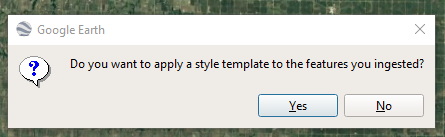 Google Earth
Do you want to apply a style template to the features you ingested?
Yes
No